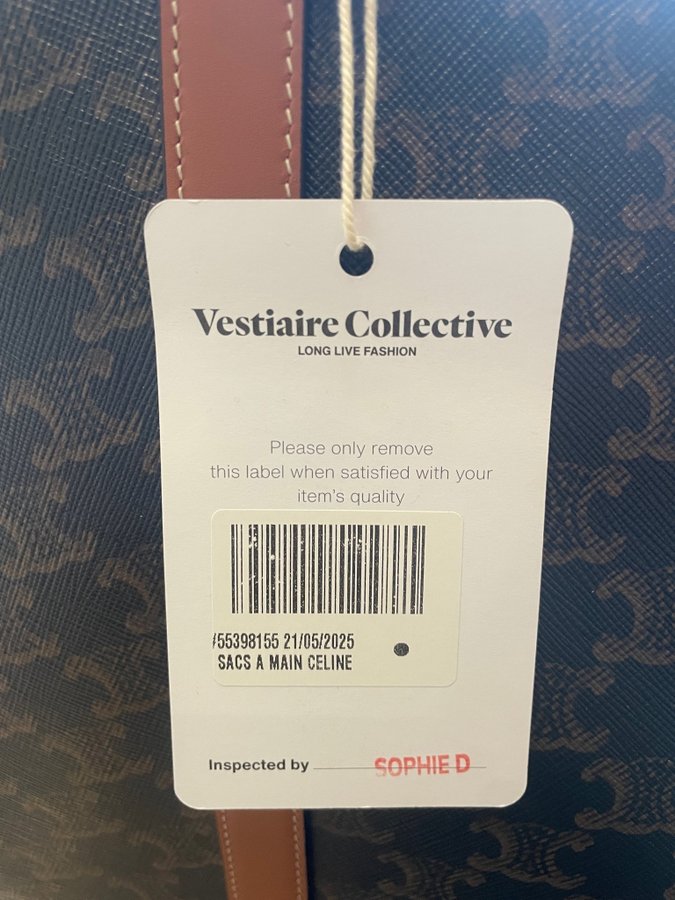 Vestiaire Collective
LONG LIVE FASHION
Please only remove
this label when satisfied with your
item's quality
/55398155 21/05/2025
SACS A MAIN CELINE
Inspected by SOPHIE D